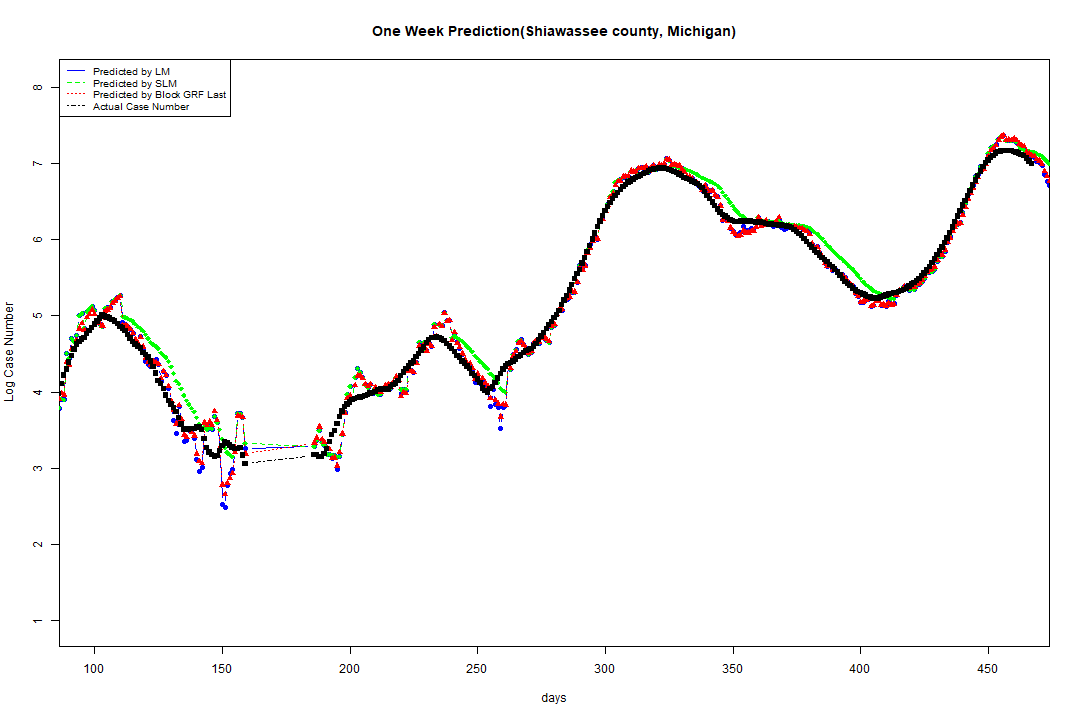 One Week Prediction(Shiawassee county, Michigan)
Predicted by LM
Predicted by SLM
Predicted by Block GRF Last
Actual Case Number
8
7
6
5
4
3
2
1
Log Case Number
100 150 200 250 300 350 400 450
days